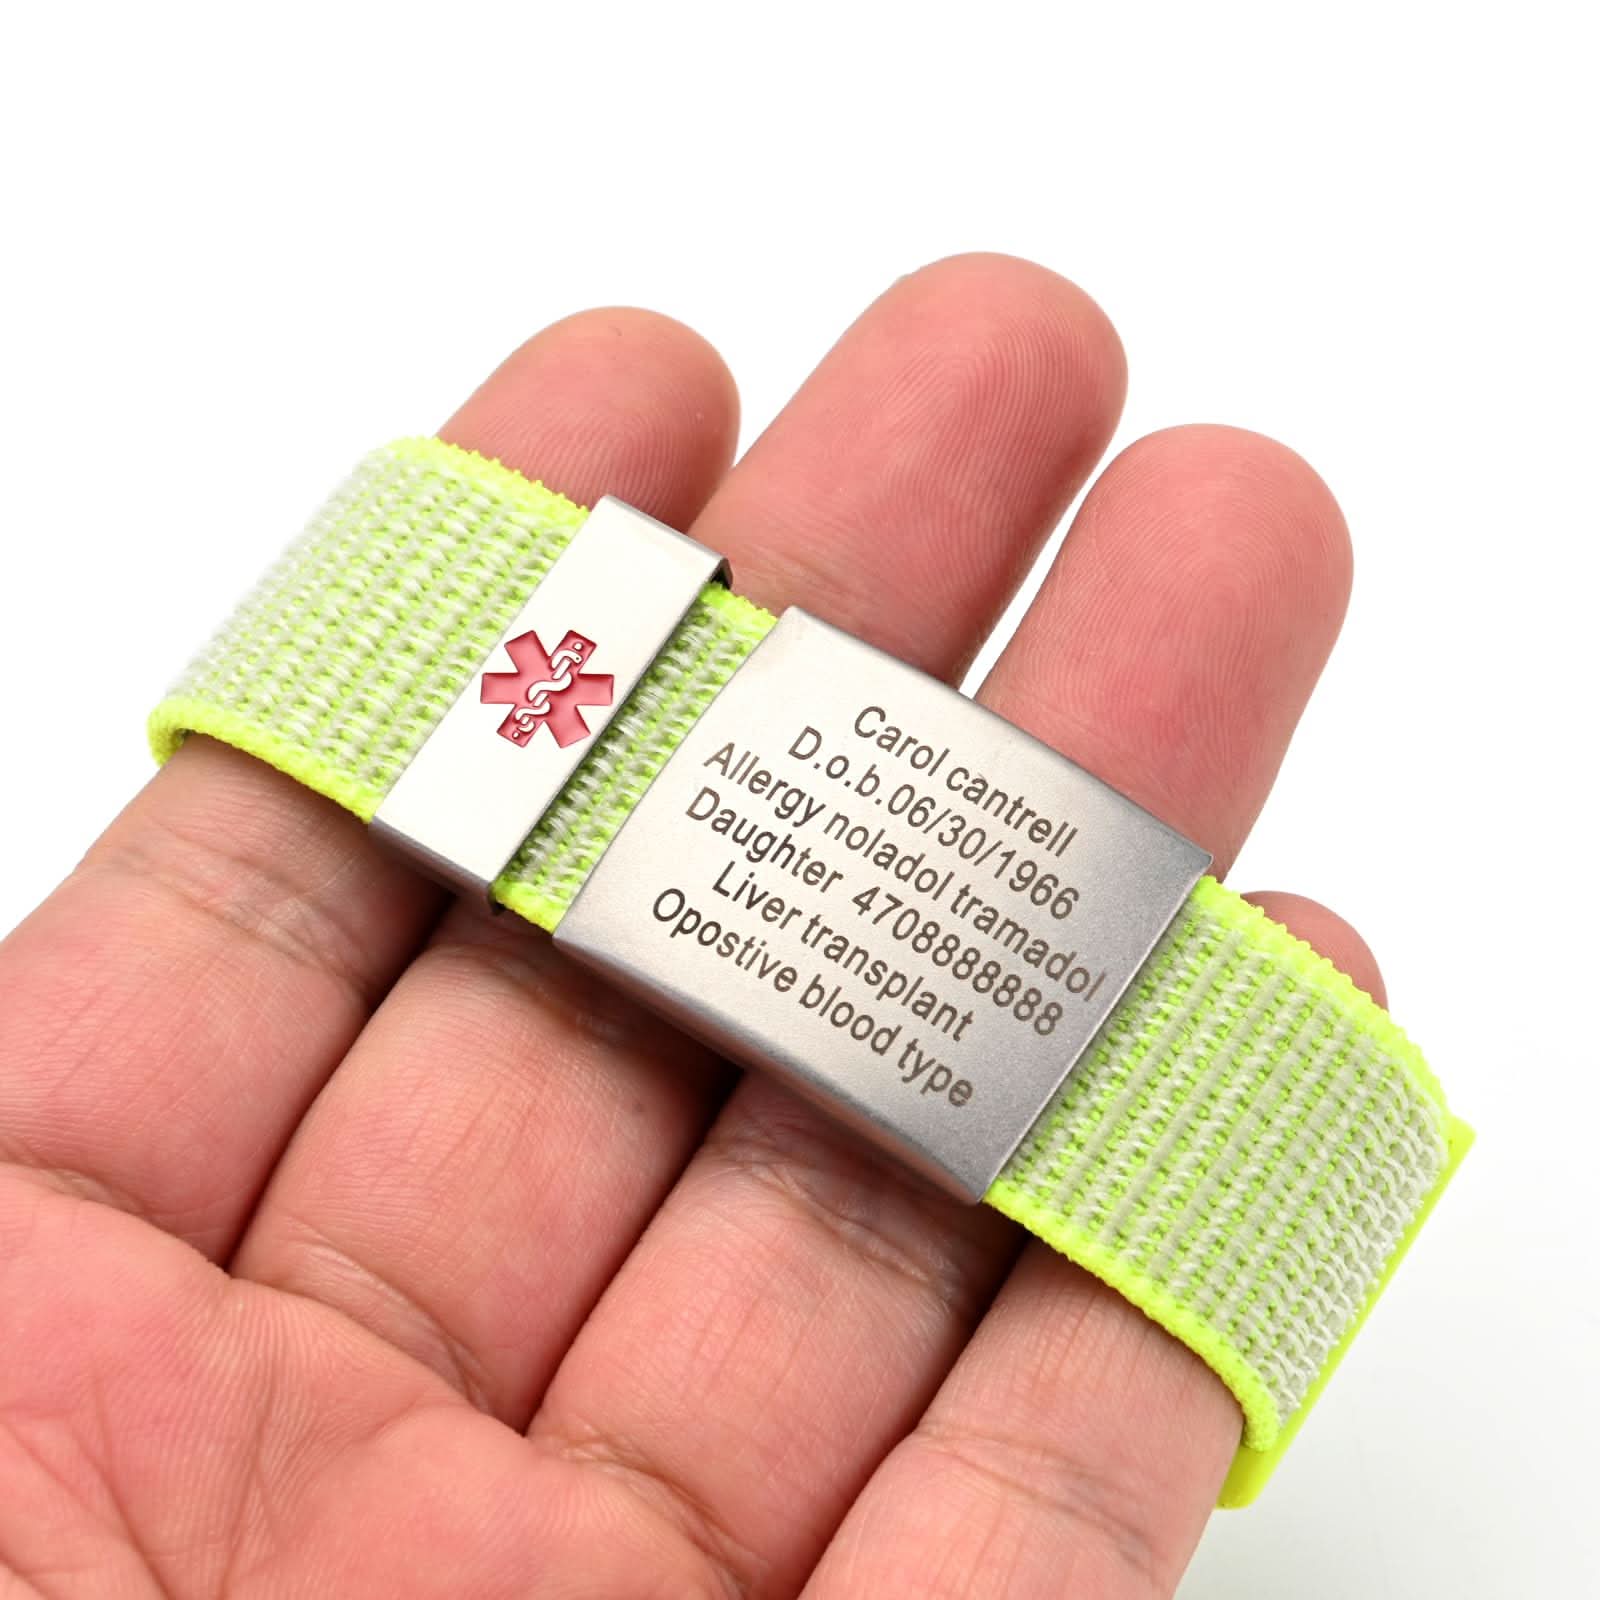 Carol cantrell
D.o.b.06/30/1966
Allergy noladol tramadol
Daughter 4708888888
Liver transplant
Opostive blood type